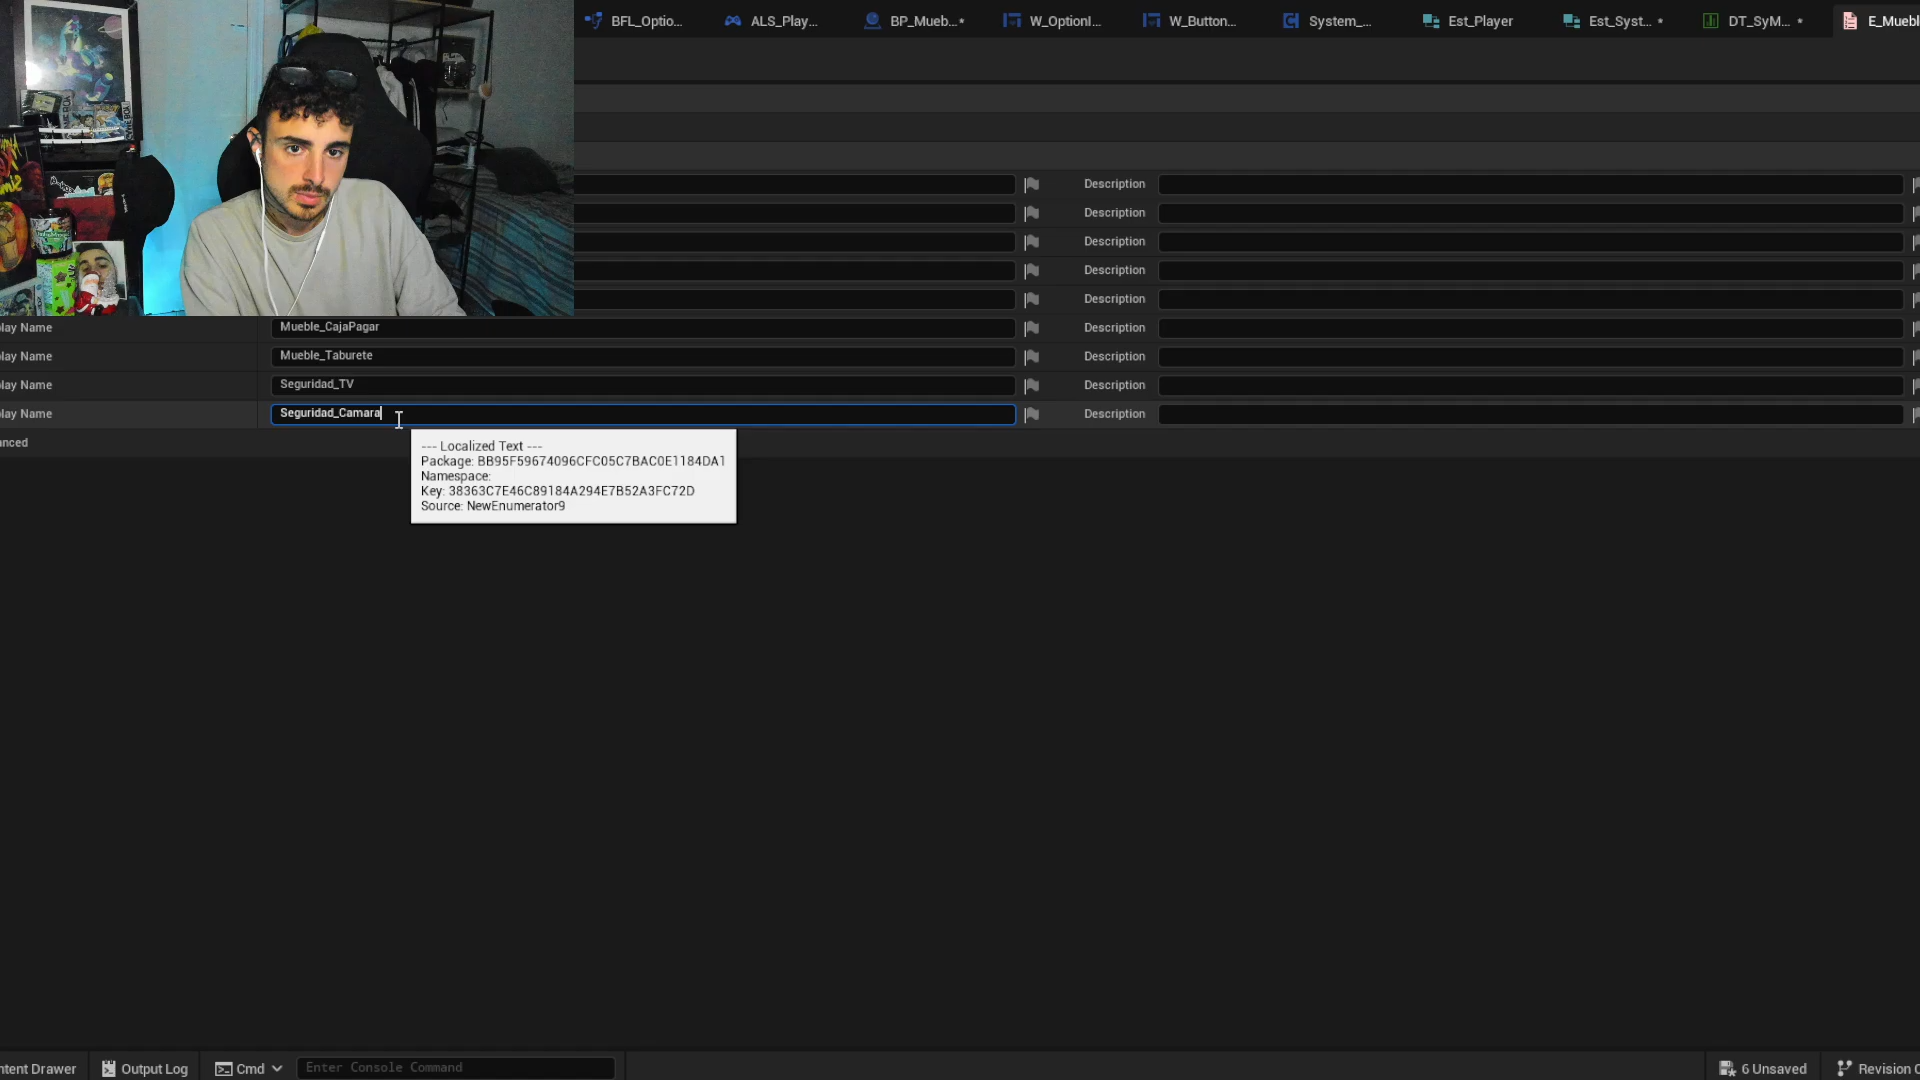 BFL_Optio...
ALS_Play...
BP_Mueb...*
W_OptionI...
W_Button...
System_...
Est_Player
Est_Syst... *
DT_SyM... *
E_Muebl
Description
Description
Description
Description
Description
lay Name
Mueble_CajaPagar
Description
lay Name
Mueble_Taburete
Description
lay Name
Seguridad_TV
Description
lay Name
Seguridad_Camara
Description
anced
--- Localized Text ---
Package: BB95F59674096CFC05C7BAC0E1184DA1
Namespace:
Key: 38363C7E46C89184A294E7B52A3FC72D
Source: NewEnumerator9
ntent Drawer
Output Log
Cmd
Enter Console Command
6 Unsaved
Revision C